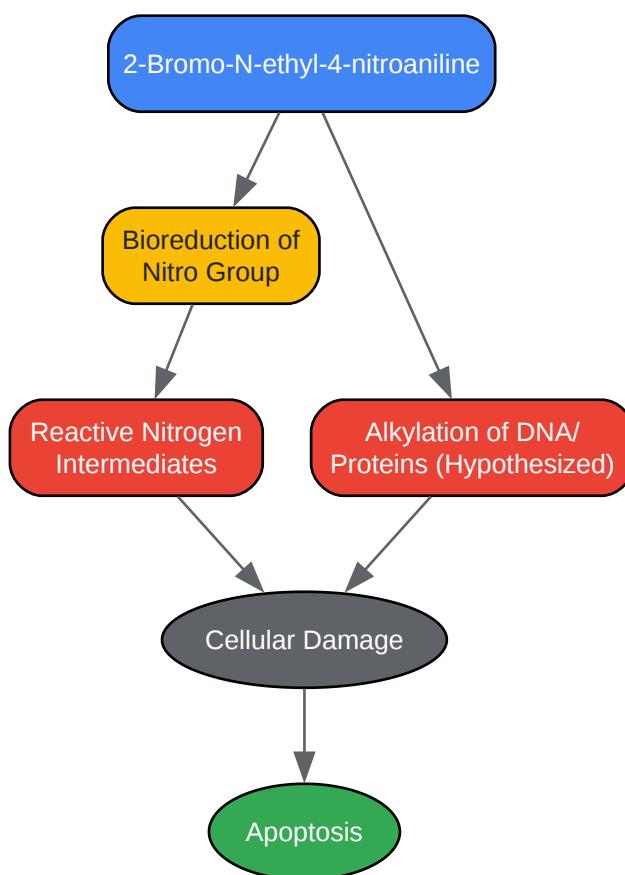 2-Bromo-N-ethyl-4-nitroaniline
Bioreduction of
Nitro Group
Reactive Nitrogen
Intermediates
Alkylation of DNA/
Proteins (Hypothesized)
Cellular Damage
Apoptosis